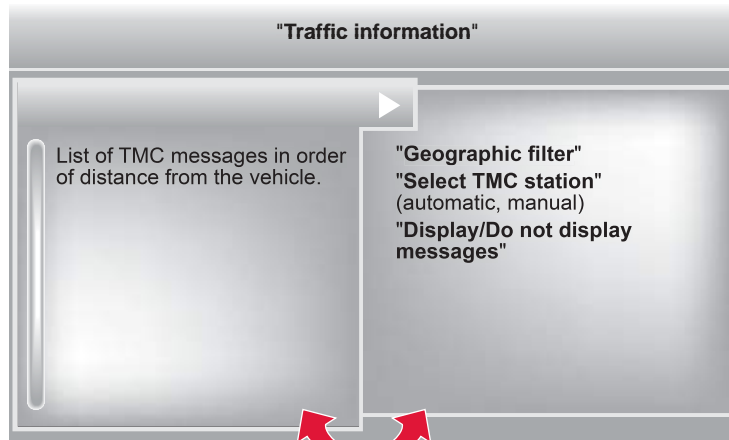 "Traffic information"
List of TMC messages in order
of distance from the vehicle.
"Geographic filter"
"Select TMC station"
(automatic, manual)
"Display/Do not display
messages"